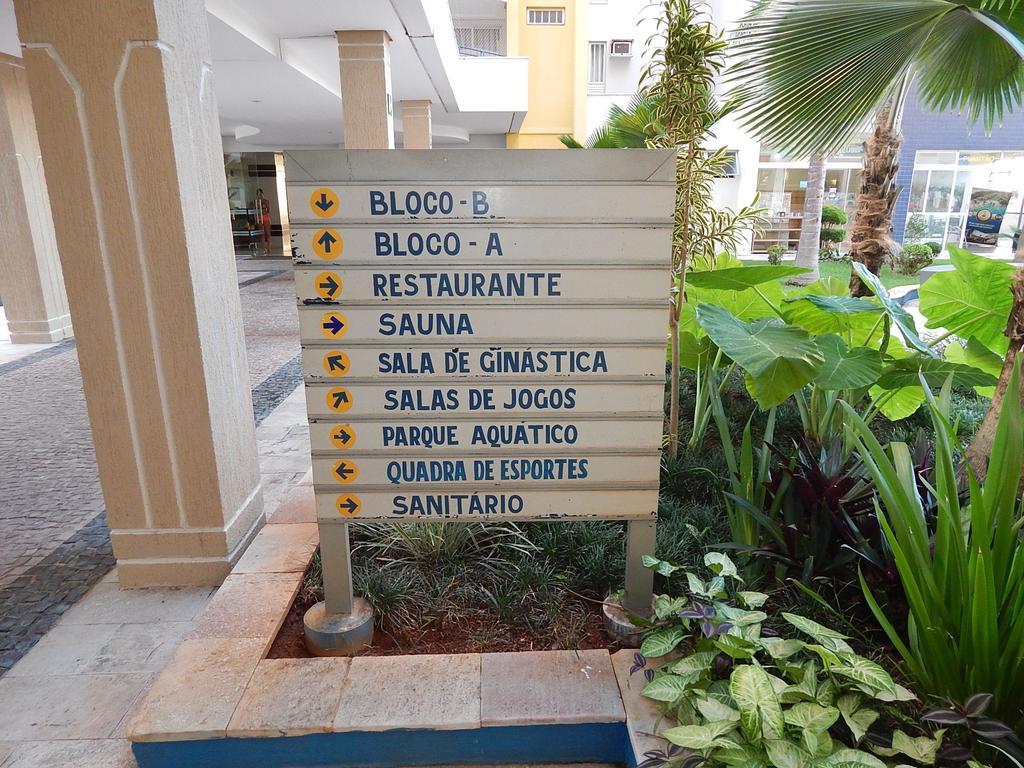 BLOCO - B
BLOCO - A
RESTAURANTE
SAUNA
SALA DE GINÁSTICA
SALAS DE JOGOS
PARQUE AQUÁTICO
QUADRA DE ESPORTES
SANITÁRIO